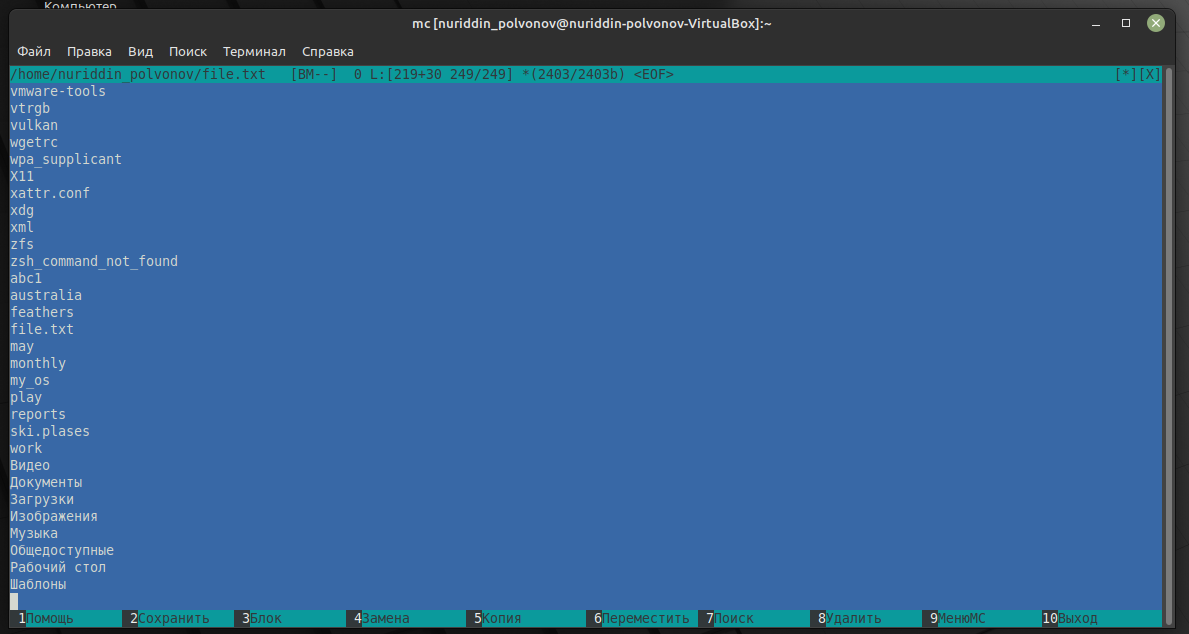 Компьютер
mc [nuriddin_polvonov@nuriddin-polvonov-VirtualBox]:~
Файл Правка Вид Поиск Терминал Справка
/home/nuriddin_polvonov/file.txt [BM--] 0 L:[219+30 249/249] *(2403/2403b) <EOF> [*][X]
vmware-tools
vtrgb
vulkan
wgetrc
wpa_supplicant
X11
xattr.conf
xdg
xml
zfs
zsh_command_not_found
abc1
australia
feathers
file.txt
may
monthly
my_os
play
reports
ski.plases
work
Видео
Документы
Загрузки
Изображения
Музыка
Общедоступные
Рабочий стол
Шаблоны
1Помощь 2Сохранить 3Блок 4Замена 5Копия 6Переместить 7Поиск 8Удалить 9МенюMC 10Выход